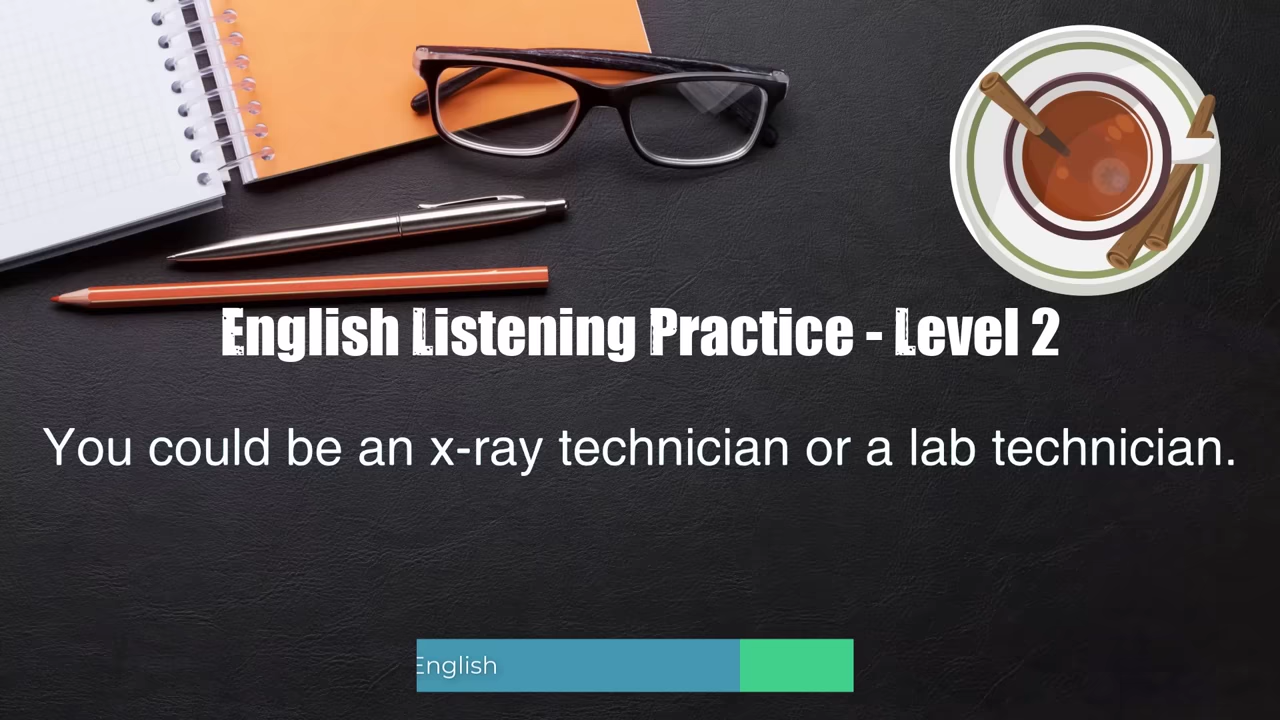 English Listening Practice - Level 2
You could be an x-ray technician or a lab technician.
English